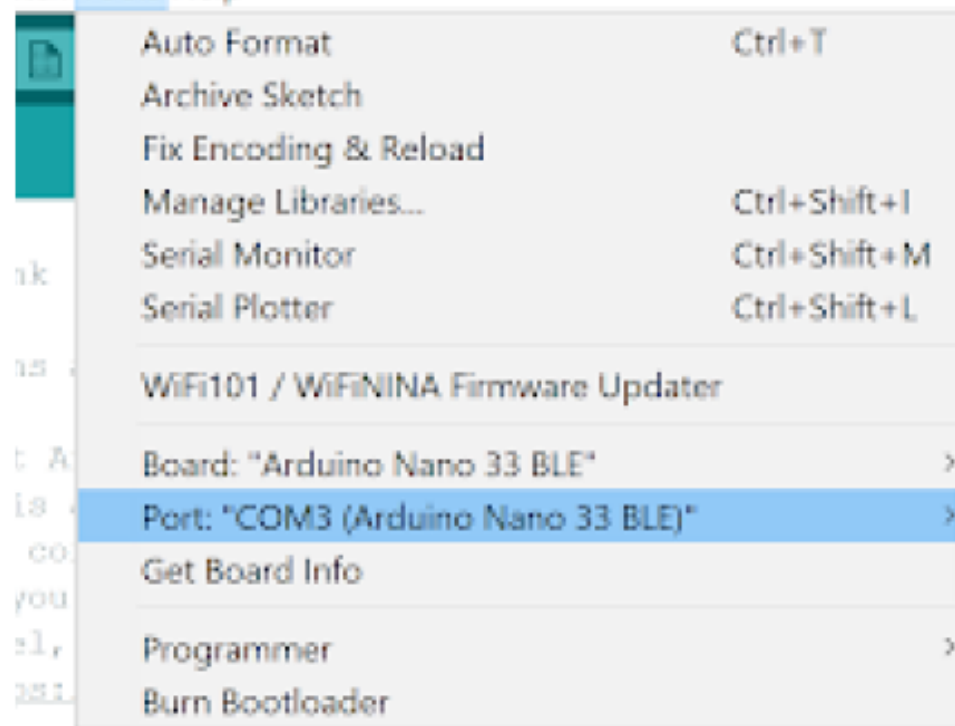 Auto Format Ctrl+T
Archive Sketch
Fix Encoding & Reload
Manage Libraries... Ctrl+Shift+I
Serial Monitor Ctrl+Shift+M
Serial Plotter Ctrl+Shift+L
WiFi101 / WiFiNINA Firmware Updater
Board: "Arduino Nano 33 BLE"
Port: "COM3 (Arduino Nano 33 BLE)"
Get Board Info
you
Programmer
Burn Bootloader